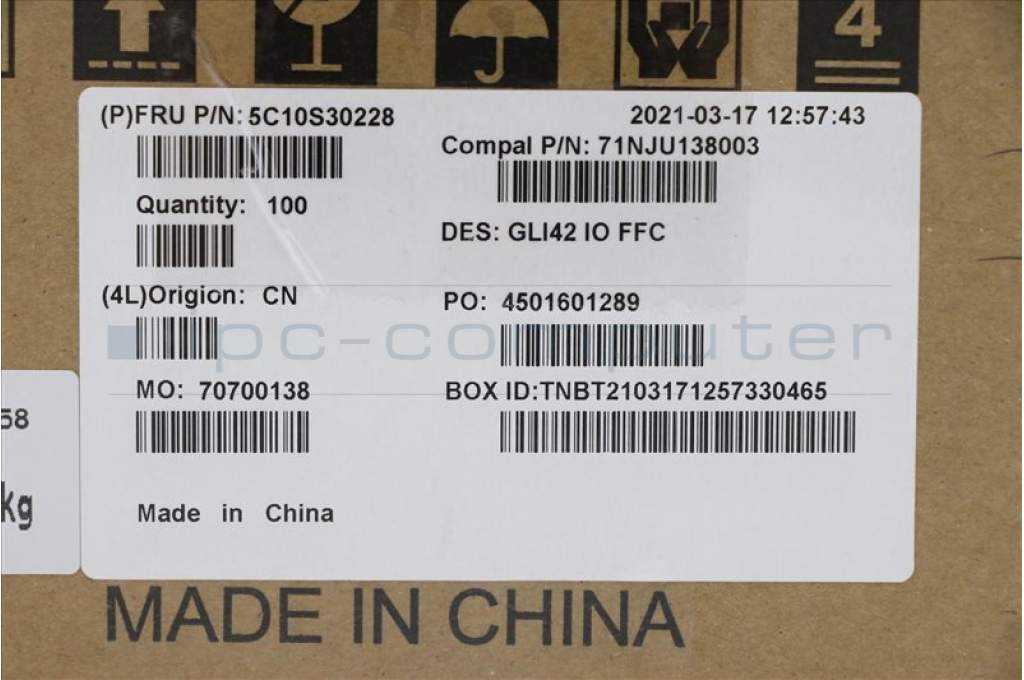 4
(P)FRU P/N: 5C10S30228
2021-03-17 12:57:43
Compal P/N: 71NJU138003
Quantity: 100
DES: GLI42 IO FFC
(4L)Origion: CN
PO: 4501601289
pc-computer
MO: 70700138
BOX ID:TNBT2103171257330465
58
kg
Made in China
MADE IN CHINA